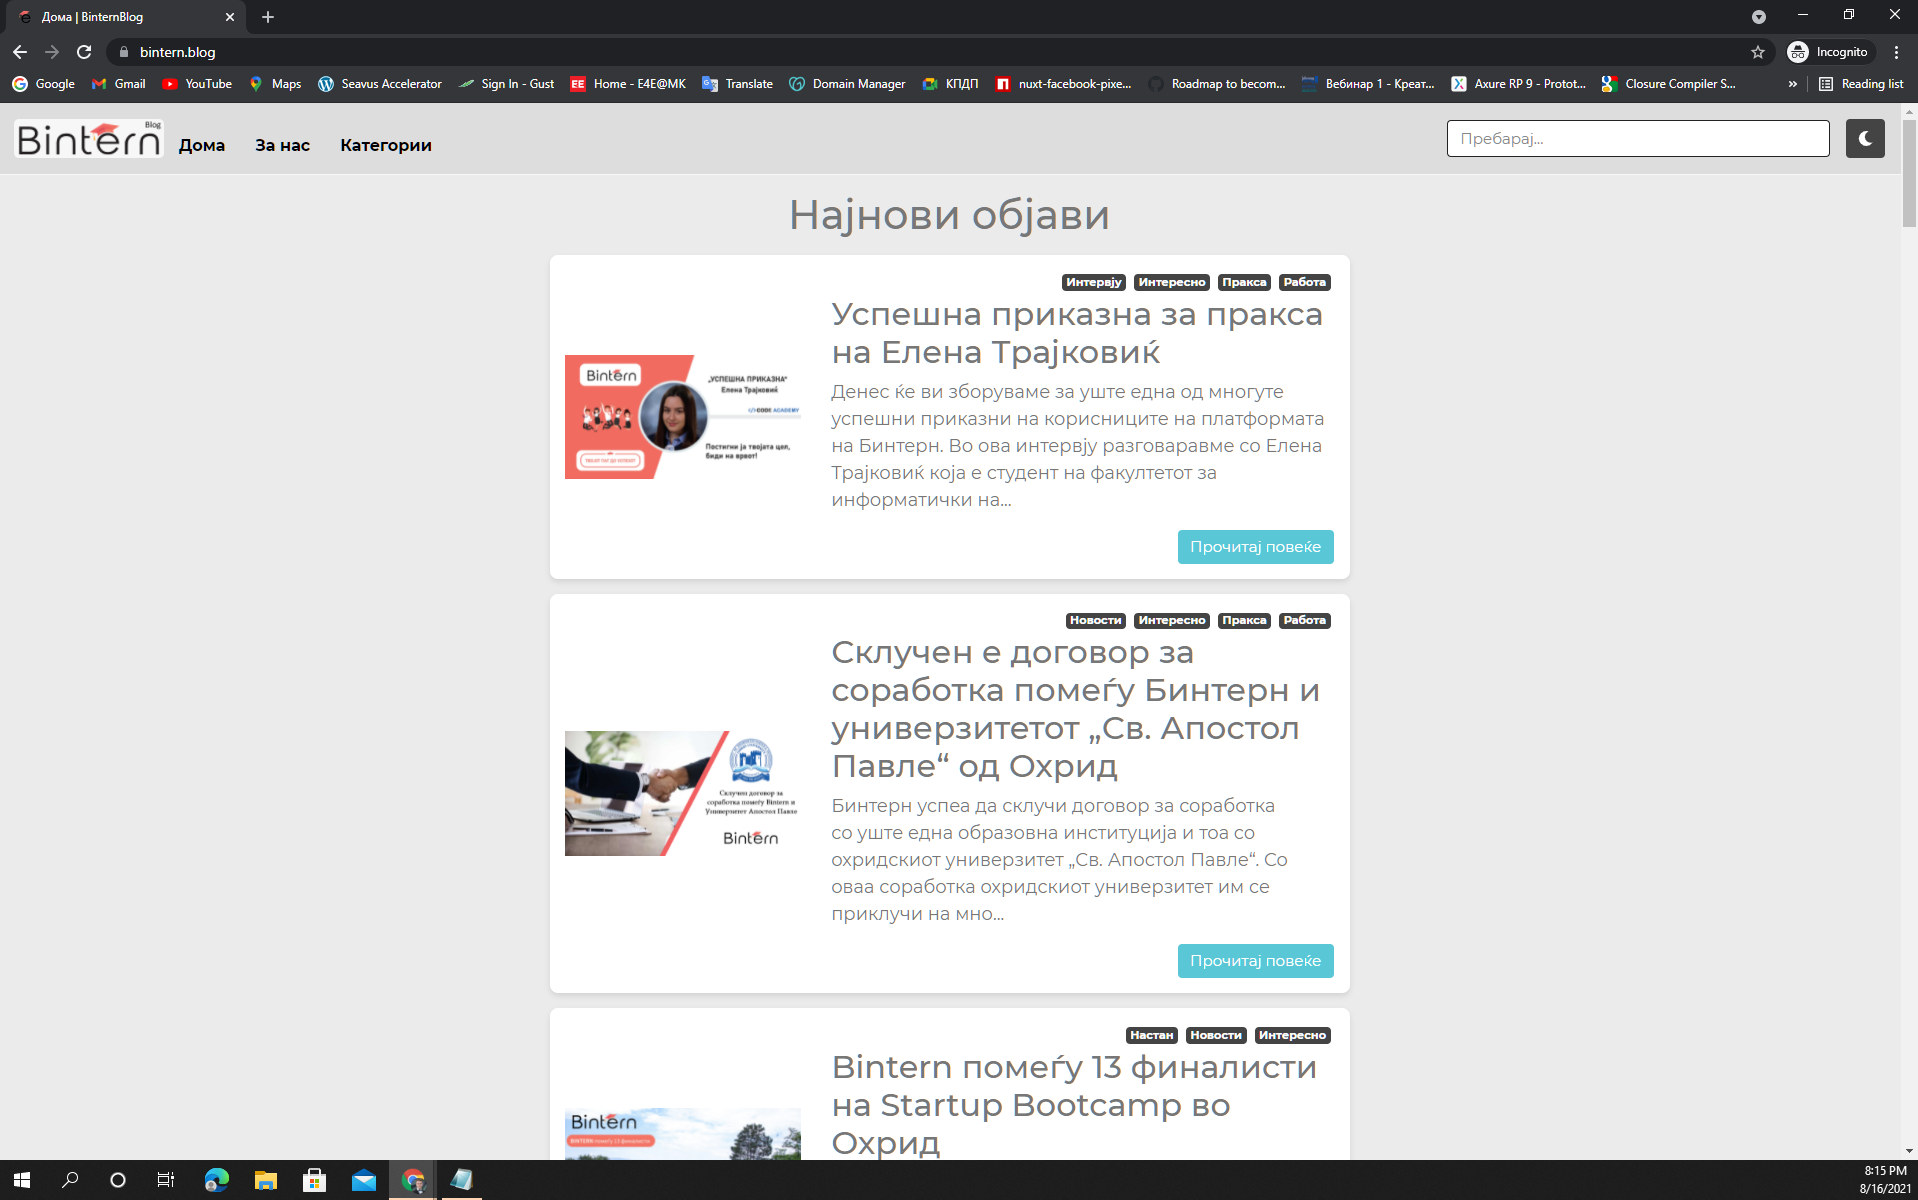 Дома | BinternBlog
bintern.blog
Incognito
Google
Gmail
YouTube
Maps
Seavus Accelerator
Sign In - Gust
EE
Home - E4E@MK
Translate
Domain Manager
КПДП
nuxt-facebook-pixe...
Roadmap to becom...
Вебинар 1 - Креат...
Axure RP 9 - Protot...
Closure Compiler S...
»
Reading list
Bintern
Blog
Дома
За нас
Категории
Пребарај...
Најнови објави
Интервју Интересно Пракса Работа
Успешна приказна за пракса
на Елена Трајковиќ
Денес ќе ви зборуваме за уште една од многуте
успешни приказни на корисниците на платформата
на Бинтерн. Во ова интервју разговаравме со Елена
Трајковиќ која е студент на факултетот за
информатички на...
Bintern
„УСПЕШНА ПРИКАЗНА“
Елена Трајковиќ
</>CODE ACADEMY
Постигни ја твојата цел,
биди на врвот!
Прочитај повеќе
Новости Интересно Пракса Работа
Склучен е договор за
соработка помеѓу Бинтерн и
универзитетот „Св. Апостол
Павле“ од Охрид
Бинтерн успеа да склучи договор за соработка
со уште една образовна институција и тоа со
охридскиот универзитет „Св. Апостол Павле“. Со
оваа соработка охридскиот универзитет им се
приклучи на мно...
Склучен договор за
соработка помеѓу Bintern и
Универзитет Апостол Павле
Bintern
Прочитај повеќе
Настан Новости Интересно
Bintern помеѓу 13 финалисти
на Startup Bootcamp во
Охрид
Bintern
BINTERN помеѓу 13 финалисти
8:15 PM
8/16/2021